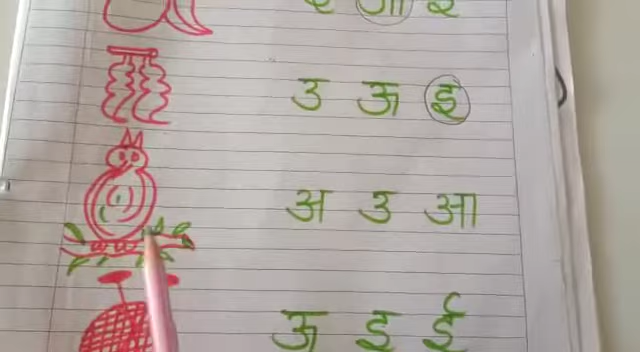 उ ऊ इ
अ उ आ
ऊ इ ई